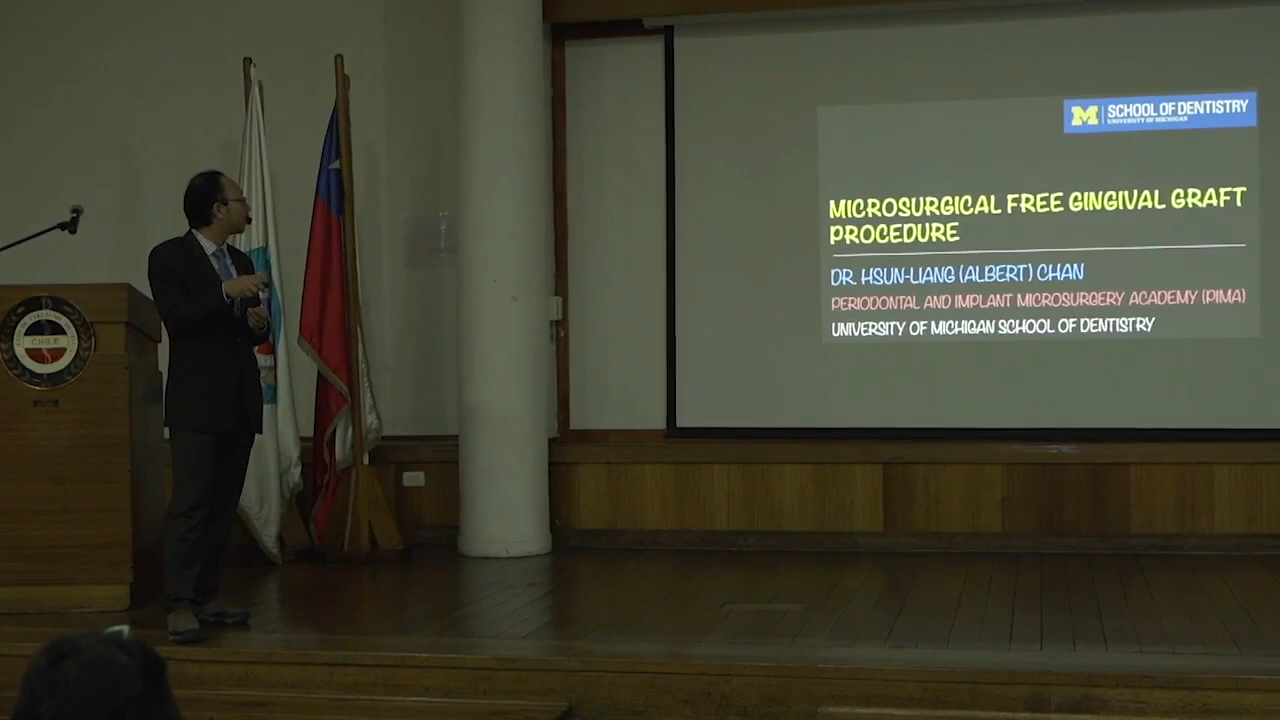 M SCHOOL OF DENTISTRY
UNIVERSITY OF MICHIGAN
MICROSURGICAL FREE GINGIVAL GRAFT
PROCEDURE
DR. HSUN-LIANG (ALBERT) CHAN
PERIODONTAL AND IMPLANT MICROSURGERY ACADEMY (PIMA)
UNIVERSITY OF MICHIGAN SCHOOL OF DENTISTRY
CHILE